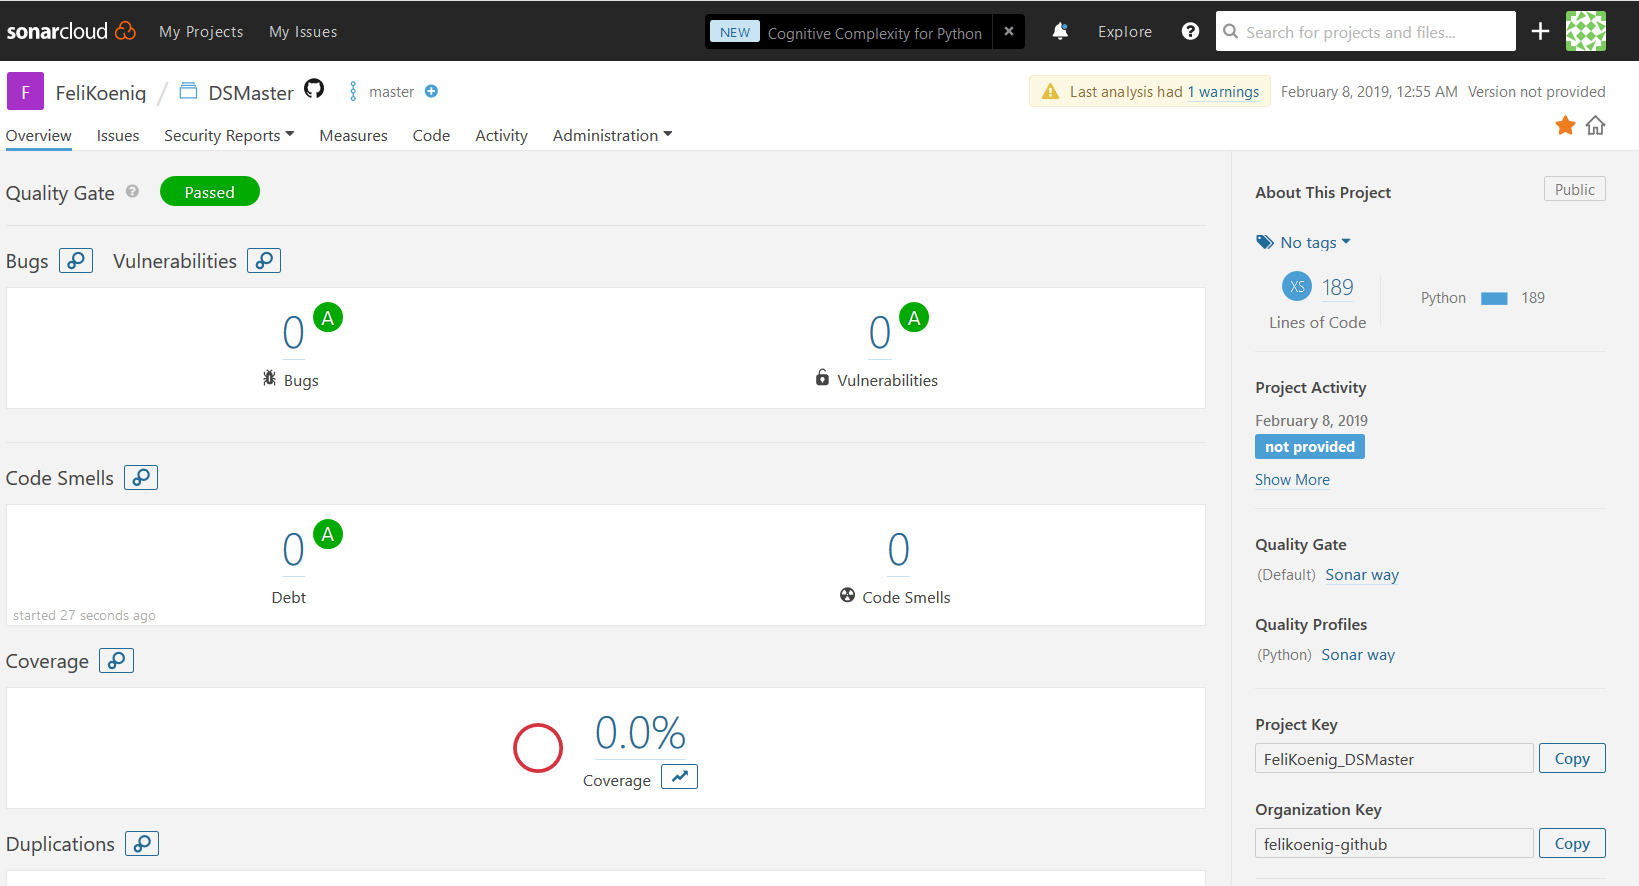 sonarcloud My Projects My Issues NEW Cognitive Complexity for Python × Explore ? Search for projects and files... +
F FeliKoenig / DSMaster master Last analysis had 1 warnings February 8, 2019, 12:55 AM Version not provided
Overview Issues Security Reports Measures Code Activity Administration
Quality Gate ? Passed
Bugs Vulnerabilities
0 A
Bugs
0 A
Vulnerabilities
Code Smells
0 A
Debt
0
Code Smells
started 27 seconds ago
Coverage
0.0%
Coverage
Duplications
About This Project Public
No tags
XS 189
Lines of Code
Python 189
Project Activity
February 8, 2019
not provided
Show More
Quality Gate
(Default) Sonar way
Quality Profiles
(Python) Sonar way
Project Key
FeliKoenig_DSMaster Copy
Organization Key
felikoenig-github Copy